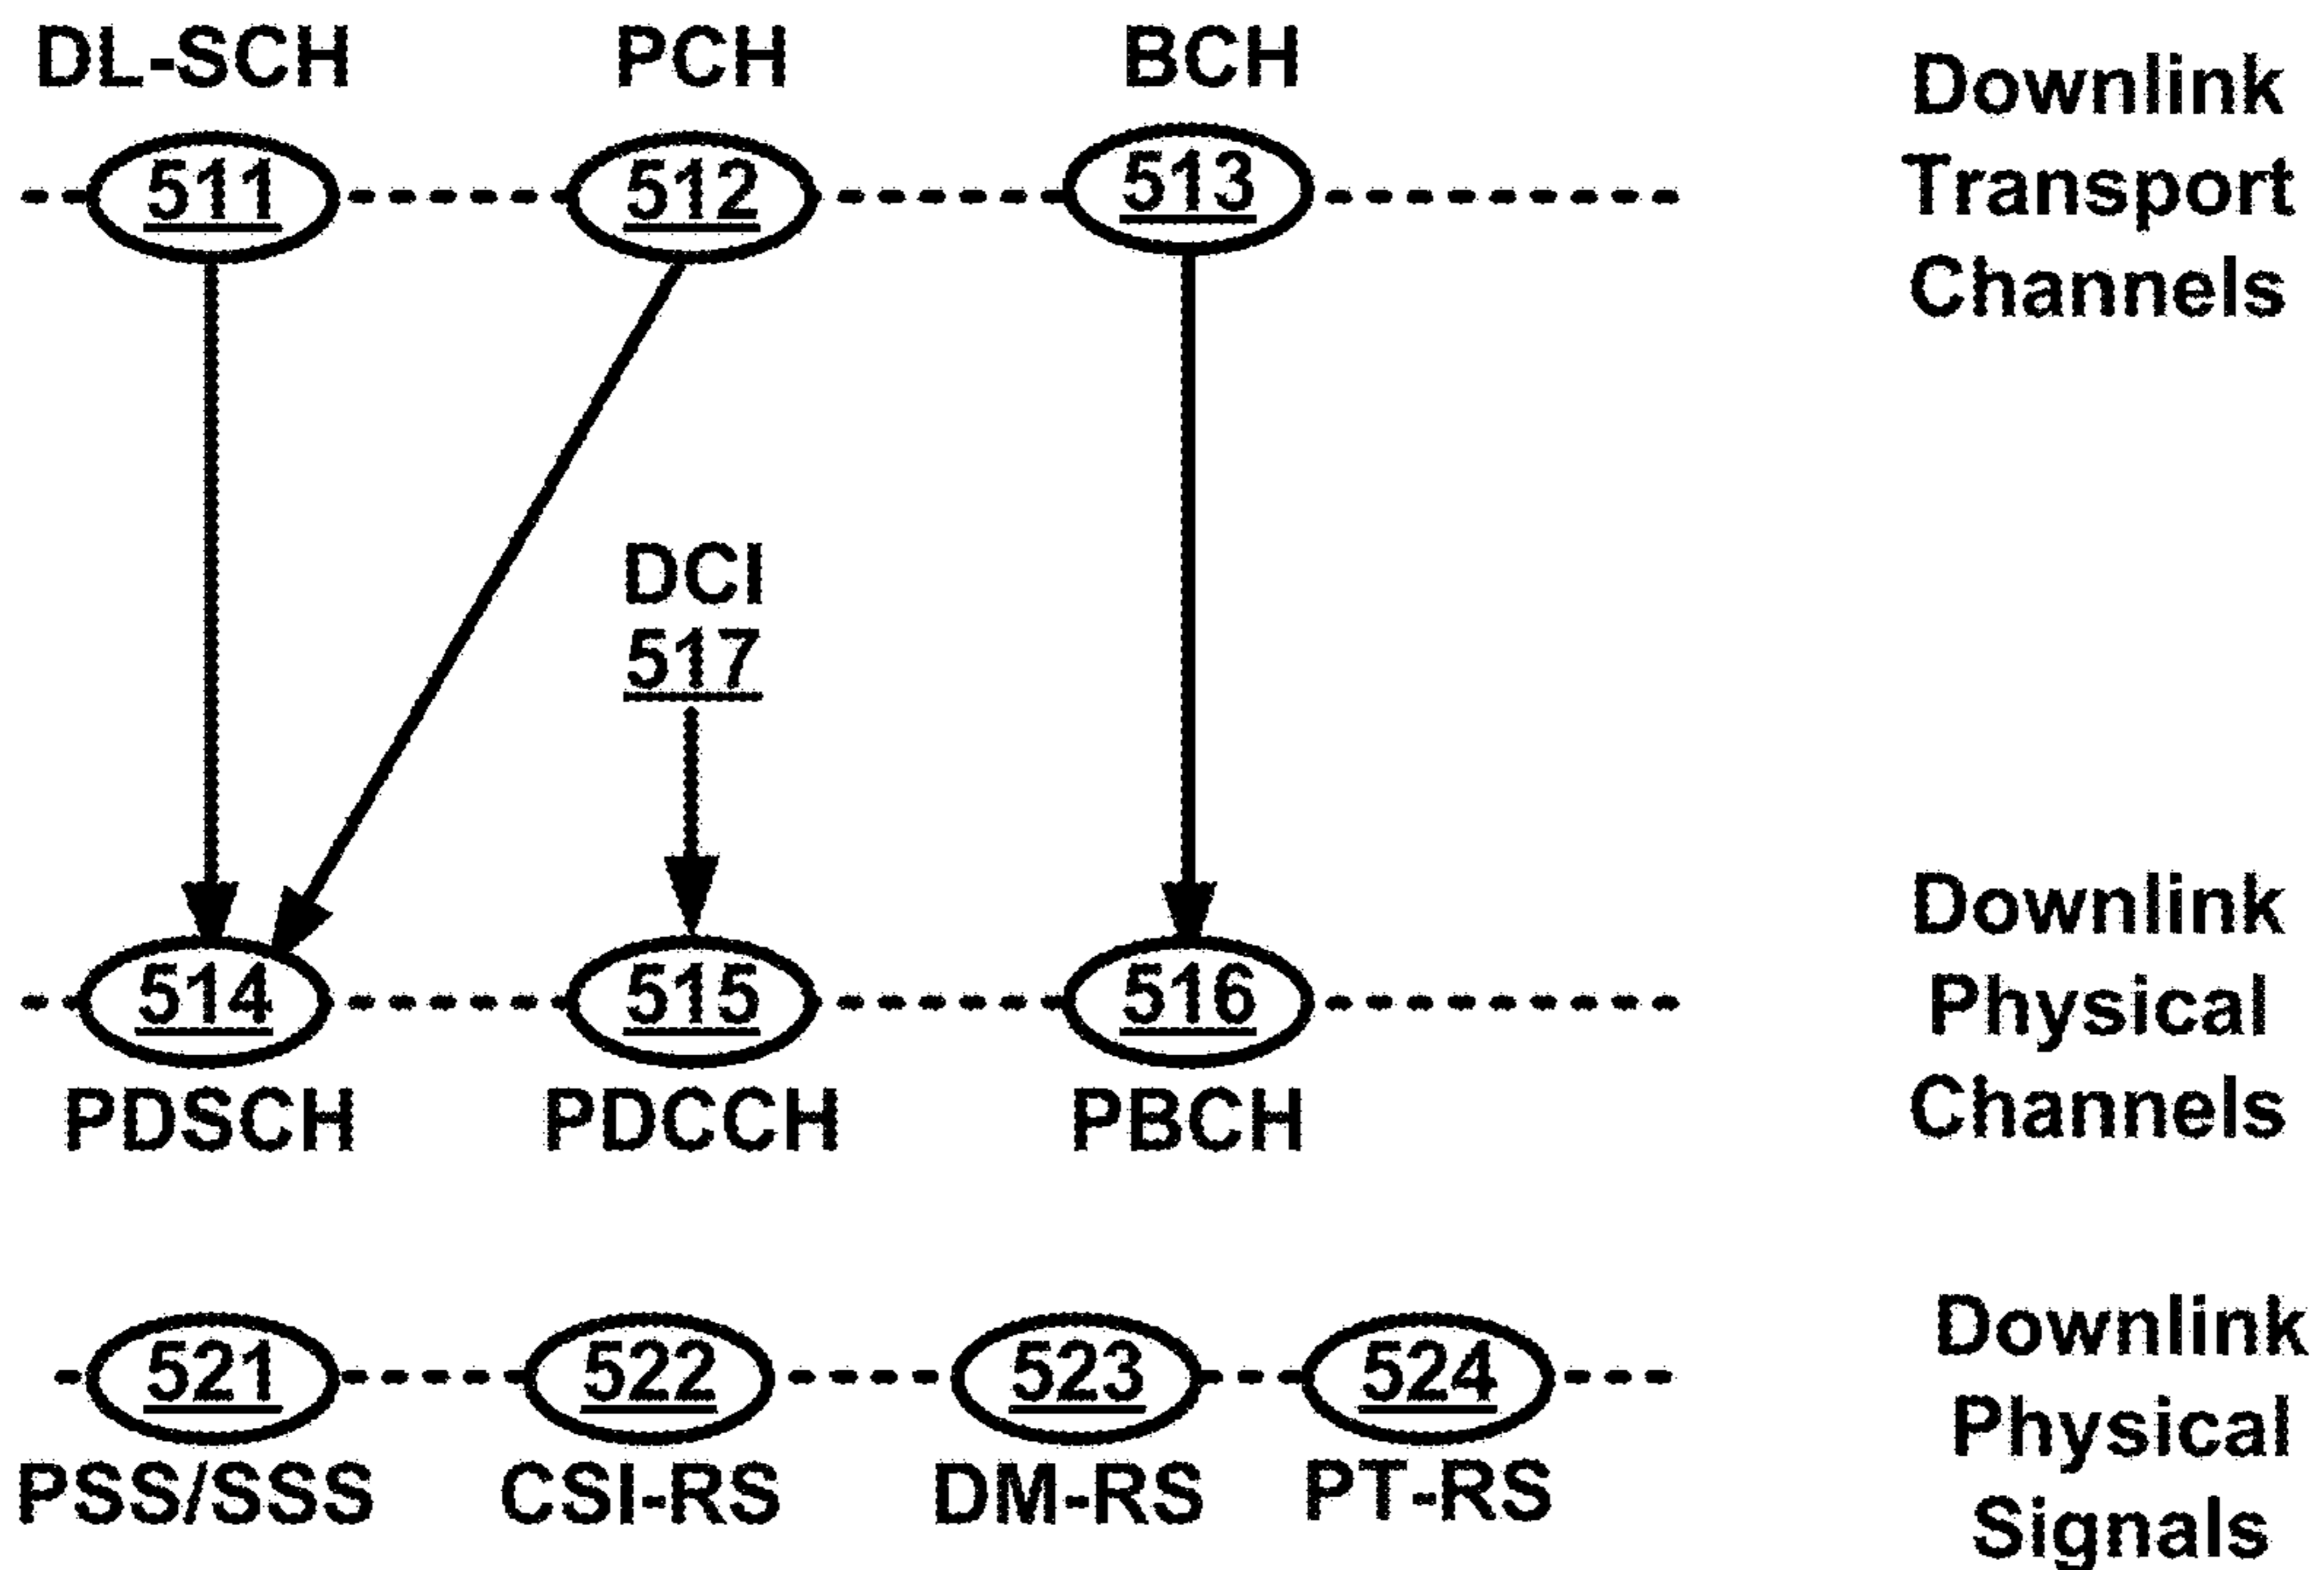 DL-SCH PCH BCH
511 512 513
Downlink
Transport
Channels
DCI
517
514 515 516
PDSCH PDCCH PBCH
Downlink
Physical
Channels
521 522 523 524
PSS/SSS CSI-RS DM-RS PT-RS
Downlink
Physical
Signals